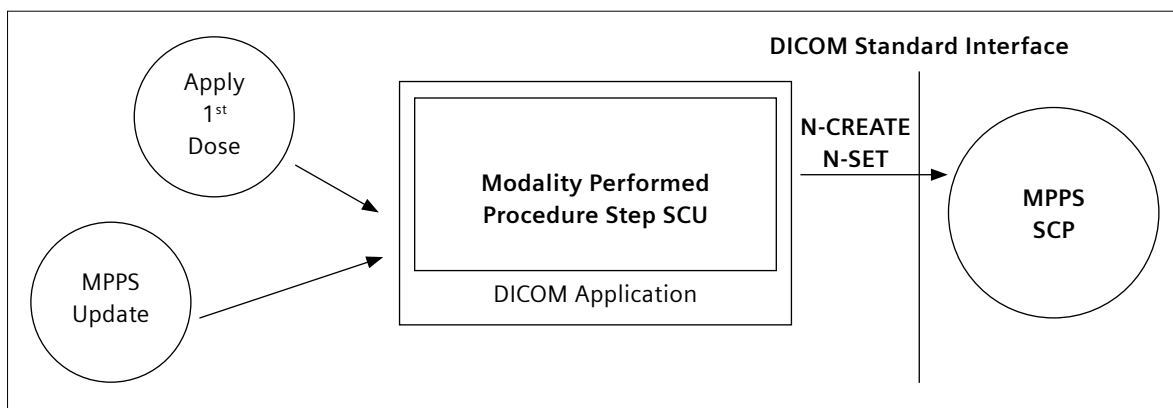 DICOM Standard Interface
Apply
1st
Dose
N-CREATE
N-SET
Modality Performed
Procedure Step SCU
MPPS
SCP
MPPS
Update
DICOM Application